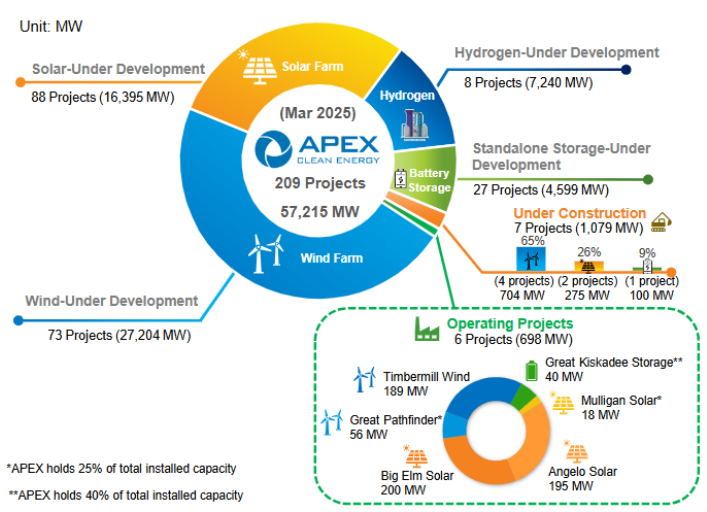 Unit: MW
Solar-Under Development
88 Projects (16,395 MW)
Solar Farm
Hydrogen-Under Development
8 Projects (7,240 MW)
Hydrogen
(Mar 2025)
APEX
CLEAN ENERGY
209 Projects
57,215 MW
Battery
Storage
Standalone Storage-Under
Development
27 Projects (4,599 MW)
Under Construction
7 Projects (1,079 MW)
65%
26%
9%
(4 projects) (2 projects) (1 project)
704 MW 275 MW 100 MW
Wind Farm
Wind-Under Development
73 Projects (27,204 MW)
Operating Projects
6 Projects (698 MW)
Timbermill Wind
189 MW
Great Kiskadee Storage**
40 MW
Mulligan Solar*
18 MW
Great Pathfinder*
56 MW
Big Elm Solar
200 MW
Angelo Solar
195 MW
*APEX holds 25% of total installed capacity
**APEX holds 40% of total installed capacity